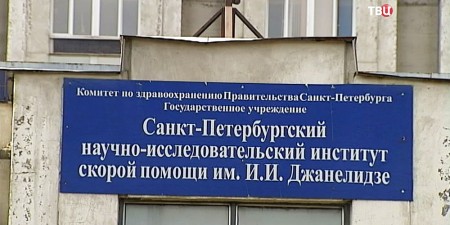 ТВЦ
Комитет по здравоохранению Правительства Санкт-Петербурга
Государственное учреждение
Санкт-Петербургский
научно-исследовательский институт
скорой помощи им. И.И. Джанелидзе